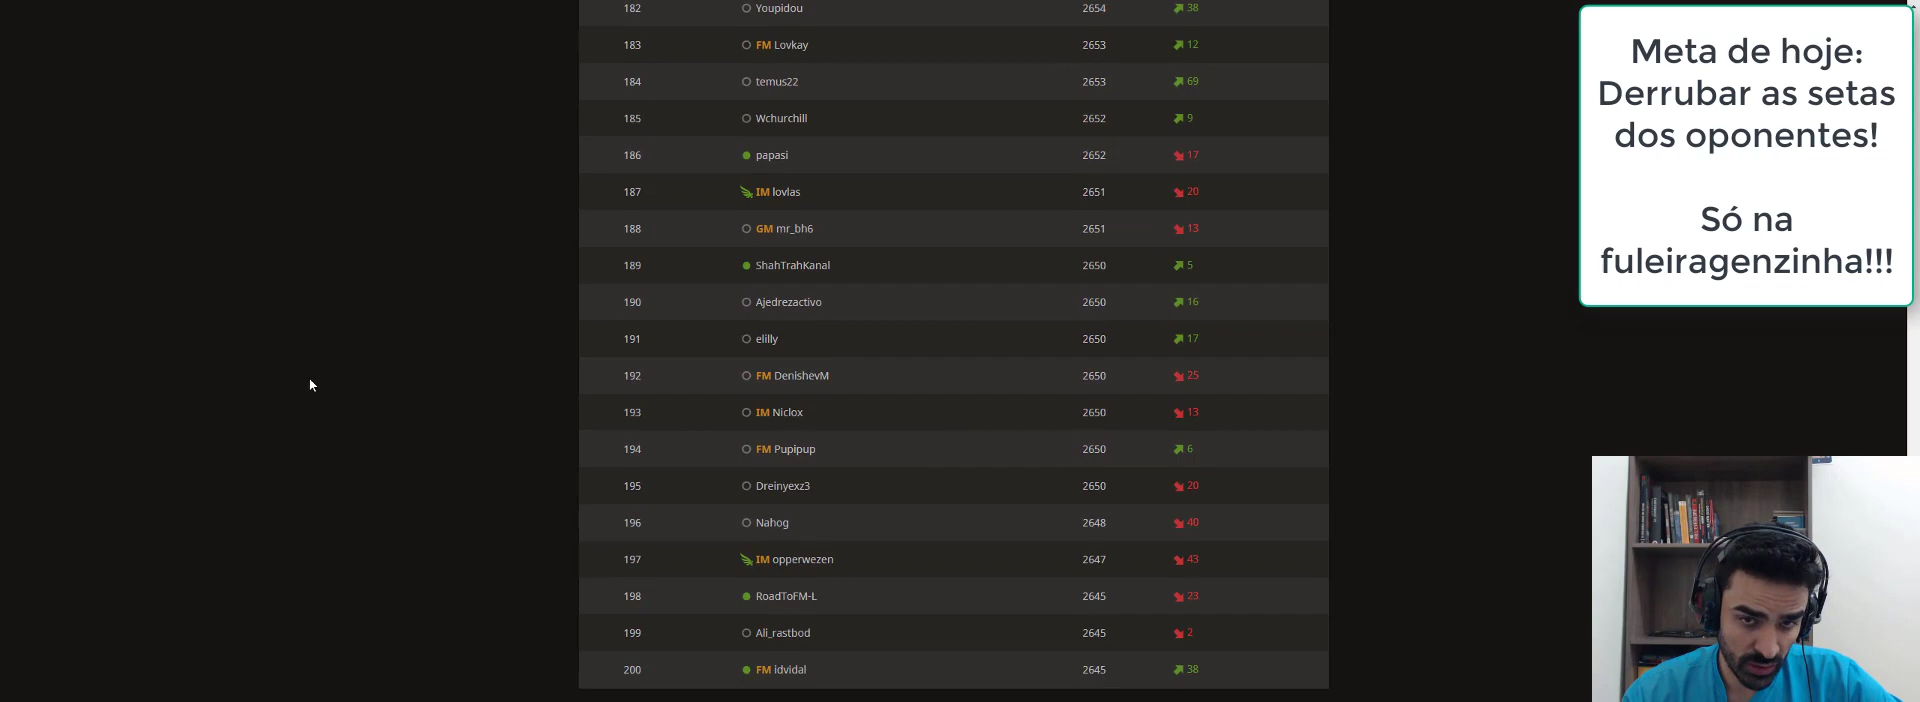 182 Youpidou 2654 38
183 FM Lovkay 2653 12
184 temus22 2653 69
185 Wchurchill 2652 9
186 papasi 2652 17
187 IM lovlas 2651 20
188 GM mr_bh6 2651 13
189 ShahTrahKanal 2650 5
190 Ajedrezactivo 2650 16
191 elilly 2650 17
192 FM DenishevM 2650 25
193 IM Niclox 2650 13
194 FM Pupipup 2650 6
195 Dreinyexz3 2650 20
196 Nahog 2648 40
197 IM opperwezen 2647 43
198 RoadToFM-L 2645 23
199 Ali_rastbod 2645 2
200 FM idvidal 2645 38
Meta de hoje:
Derrubar as setas
dos oponentes!
Só na
fuleiragenzinha!!!